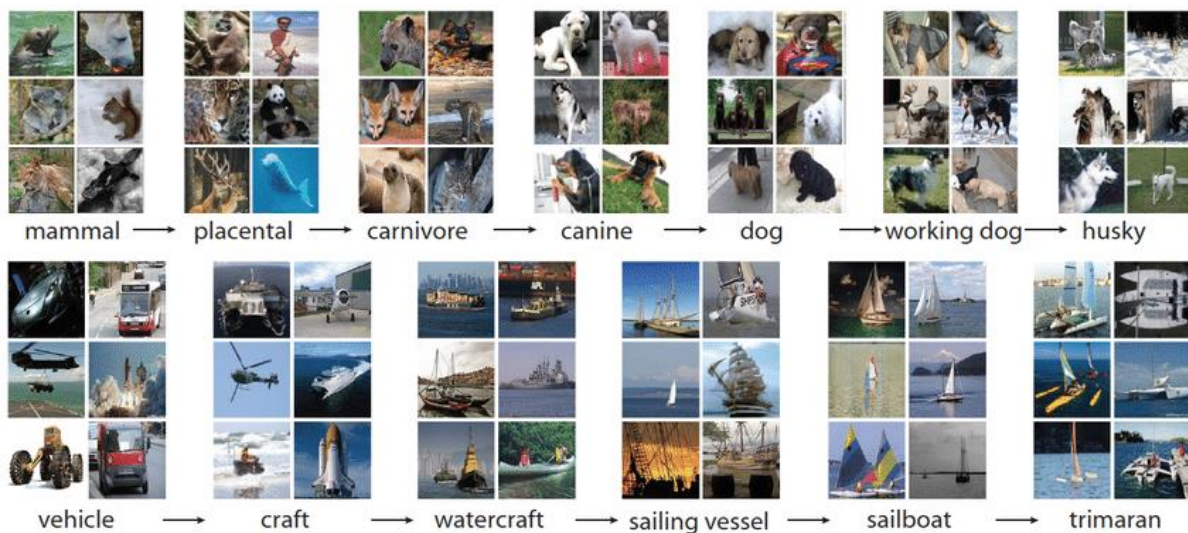 mammal → placental → carnivore → canine → dog → working dog → husky
vehicle → craft → watercraft → sailing vessel → sailboat → trimaran